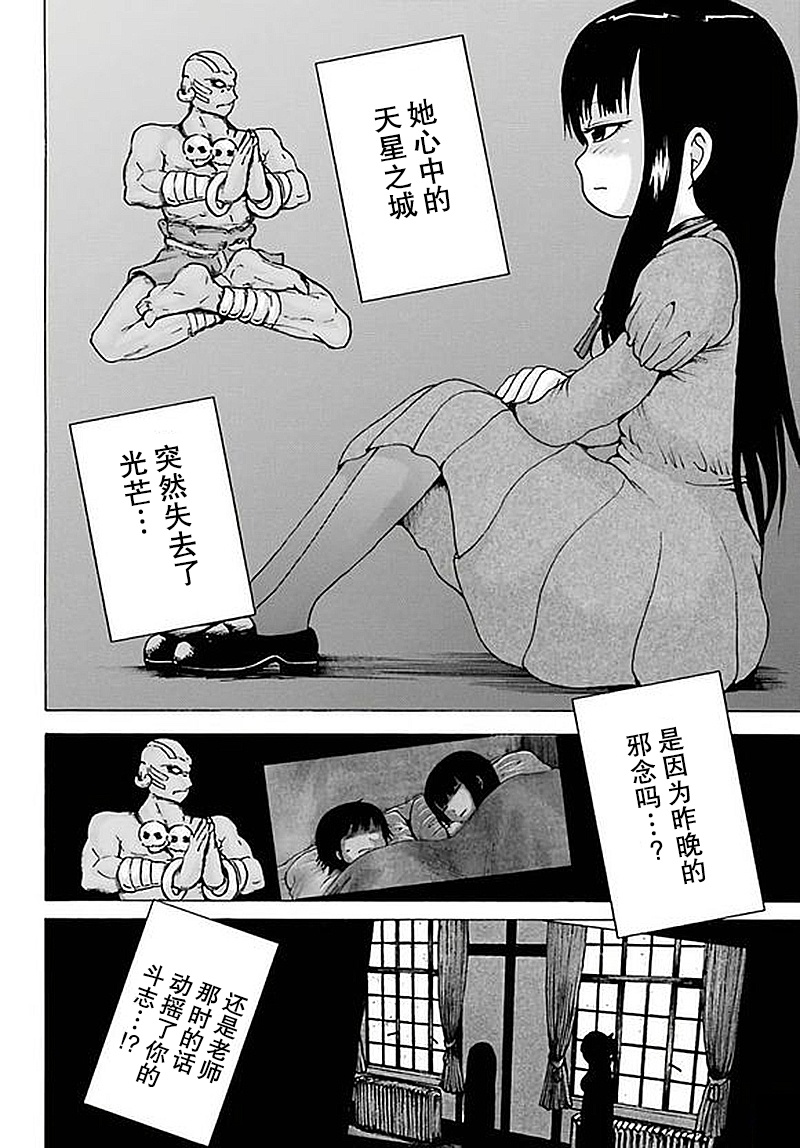 她心中的
天星之城
突然失去了
光芒…
是因为昨晚的
邪念吗…?
还是老师
那时的话
动摇了你的
斗志…!?